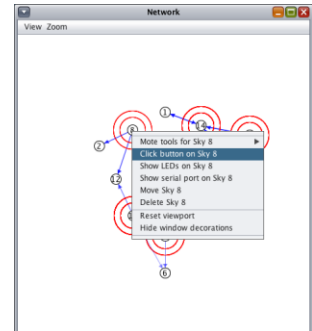 Network
View Zoom
1
8
14
2
Mote tools for Sky 8
Click button on Sky 8
Show LEDs on Sky 8
Show serial port on Sky 8
Move Sky 8
Delete Sky 8
Reset viewport
Hide window decorations
12
6